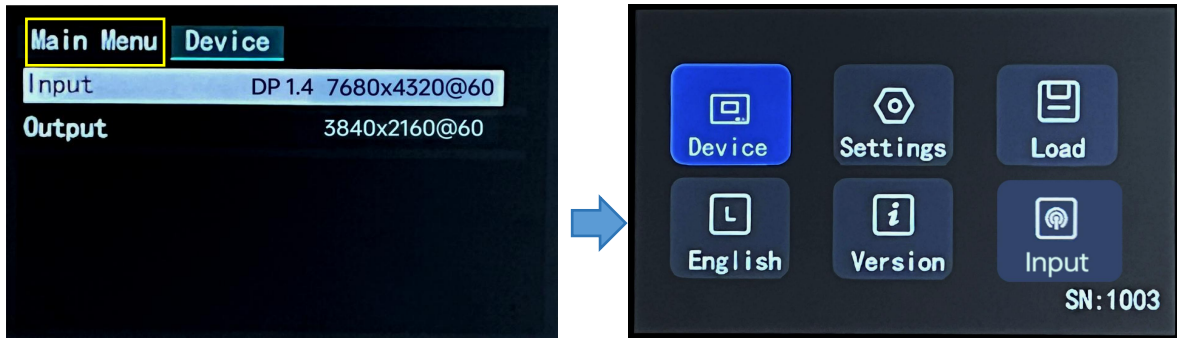 Main Menu Device
Input DP 1.4 7680x4320@60
Output 3840x2160@60
Device Settings Load
English Version Input
SN:1003